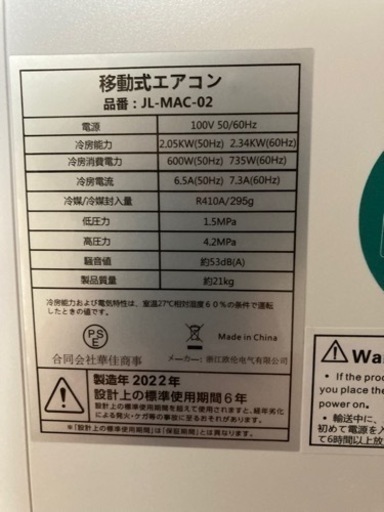 移動式エアコン
品番：JL-MAC-02
電源 100V 50/60Hz
冷房能力 2.05KW(50Hz) 2.34KW(60Hz)
冷房消費電力 600W(50Hz) 735W(60Hz)
冷房電流 6.5A(50Hz) 7.3A(60Hz)
冷媒/冷媒封入量 R410A/295g
低圧力 1.5MPa
高圧力 4.2MPa
騒音値 約53dB(A)
製品質量 約21kg
冷房能力および電気特性は、室温27℃相対湿度６０％の条件で運転
したときの値です。
PSE
Made in China
合同会社華佳商事
メーカー：浙江雅伦电气有限公司
製造年 2022年
設計上の標準使用期間６年
設計上の標準使用期間を超えて使用されますと、経年劣化
による発火・ケガ等の事故に至るおそれがあります。
※「設計上の標準使用期間」は「保証期間」とは異なります。
Wa
• If the pro
you place the
power on.
• 輸送中に、
初めて電源を入
て6時間以上放